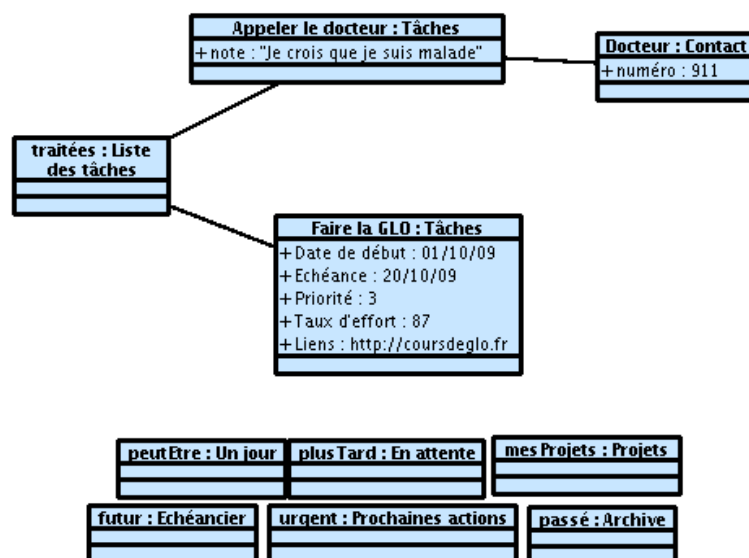 Appeler le docteur : Tâches
+ note : "Je crois que je suis malade"
Docteur : Contact
+ numéro : 911
traitées : Liste
des tâches
Faire la GLO : Tâches
+ Date de début : 01/10/09
+ Echéance : 20/10/09
+ Priorité : 3
+ Taux d'effort : 87
+ Liens : http://coursdeglo.fr
peutEtre : Un jour
plusTard : En attente
mesProjets : Projets
futur : Echéancier
urgent : Prochaines actions
passé : Archive